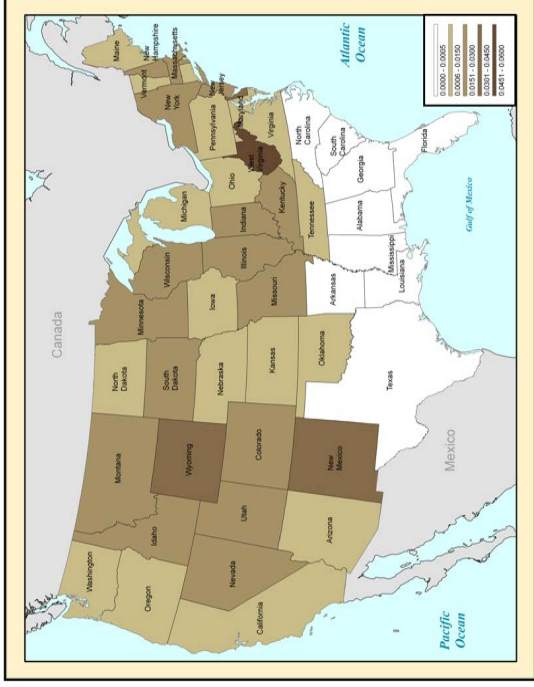 Canada
Washington
Oregon
California
Nevada
Idaho
Montana
Wyoming
Utah
Colorado
Arizona
New
Mexico
North
Dakota
South
Dakota
Nebraska
Kansas
Oklahoma
Texas
Minnesota
Iowa
Missouri
Arkansas
Louisiana
Wisconsin
Illinois
Michigan
Indiana
Ohio
Kentucky
Tennessee
Mississippi
Alabama
Georgia
Florida
South
Carolina
North
Carolina
Virginia
West
Virginia
Maryland
Pennsylvania
New
Jersey
New
York
Vermont
New
Hampshire
Massachusetts
Maine
Atlantic
Ocean
Pacific
Ocean
Gulf of Mexico
Mexico
0.0000 - 0.0005
0.0006 - 0.0150
0.0151 - 0.0300
0.0301 - 0.0450
0.0451 - 0.0600